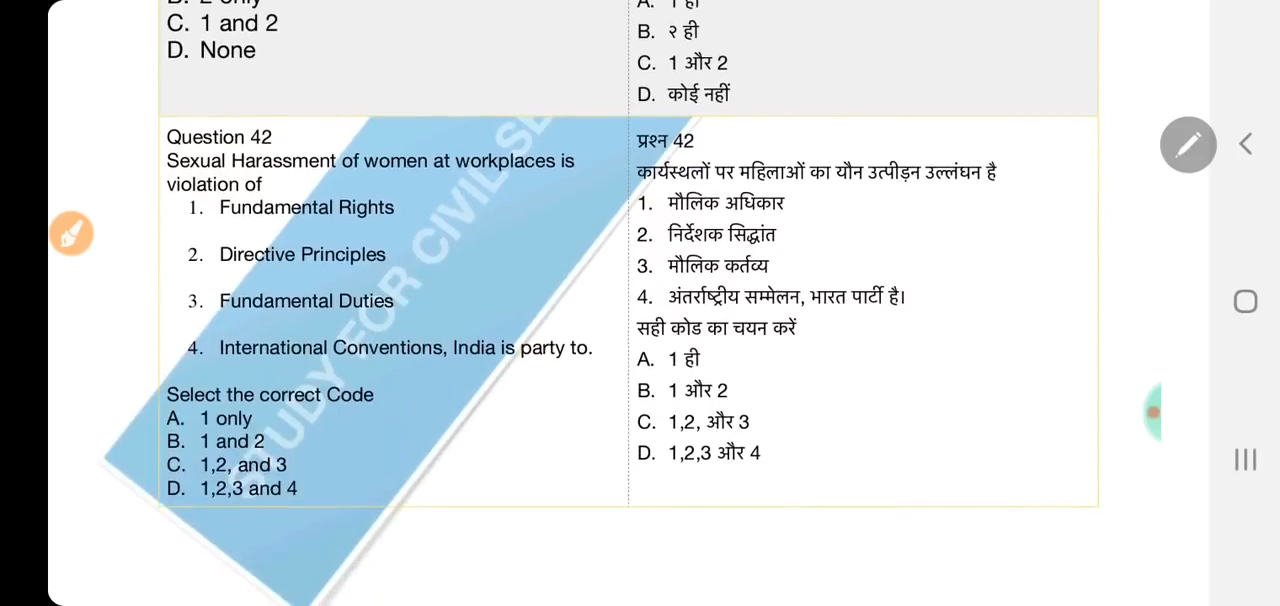 C. 1 and 2
D. None
B. २ ही
C. 1 और 2
D. कोई नहीं
Question 42
Sexual Harassment of women at workplaces is
violation of
1. Fundamental Rights
2. Directive Principles
3. Fundamental Duties
4. International Conventions, India is party to.
Select the correct Code
A. 1 only
B. 1 and 2
C. 1,2, and 3
D. 1,2,3 and 4
प्रश्न 42
कार्यस्थलों पर महिलाओं का यौन उत्पीड़न उल्लंघन है
1. मौलिक अधिकार
2. निर्देशक सिद्धांत
3. मौलिक कर्तव्य
4. अंतर्राष्ट्रीय सम्मेलन, भारत पार्टी है।
सही कोड का चयन करें
A. 1 ही
B. 1 और 2
C. 1,2, और 3
D. 1,2,3 और 4
STUDY FOR CIVIL SE